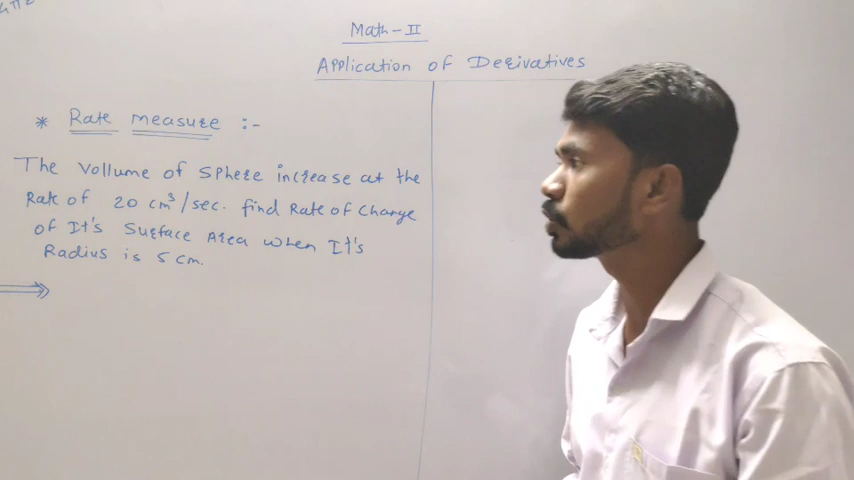 Math-II
Application of Derivatives
* Rate measure :-
The Vollume of Sphere increase at the
Rate of 20 cm³/sec. find Rate of Change
of It's Surface Area when It's
Radius is 5 cm.